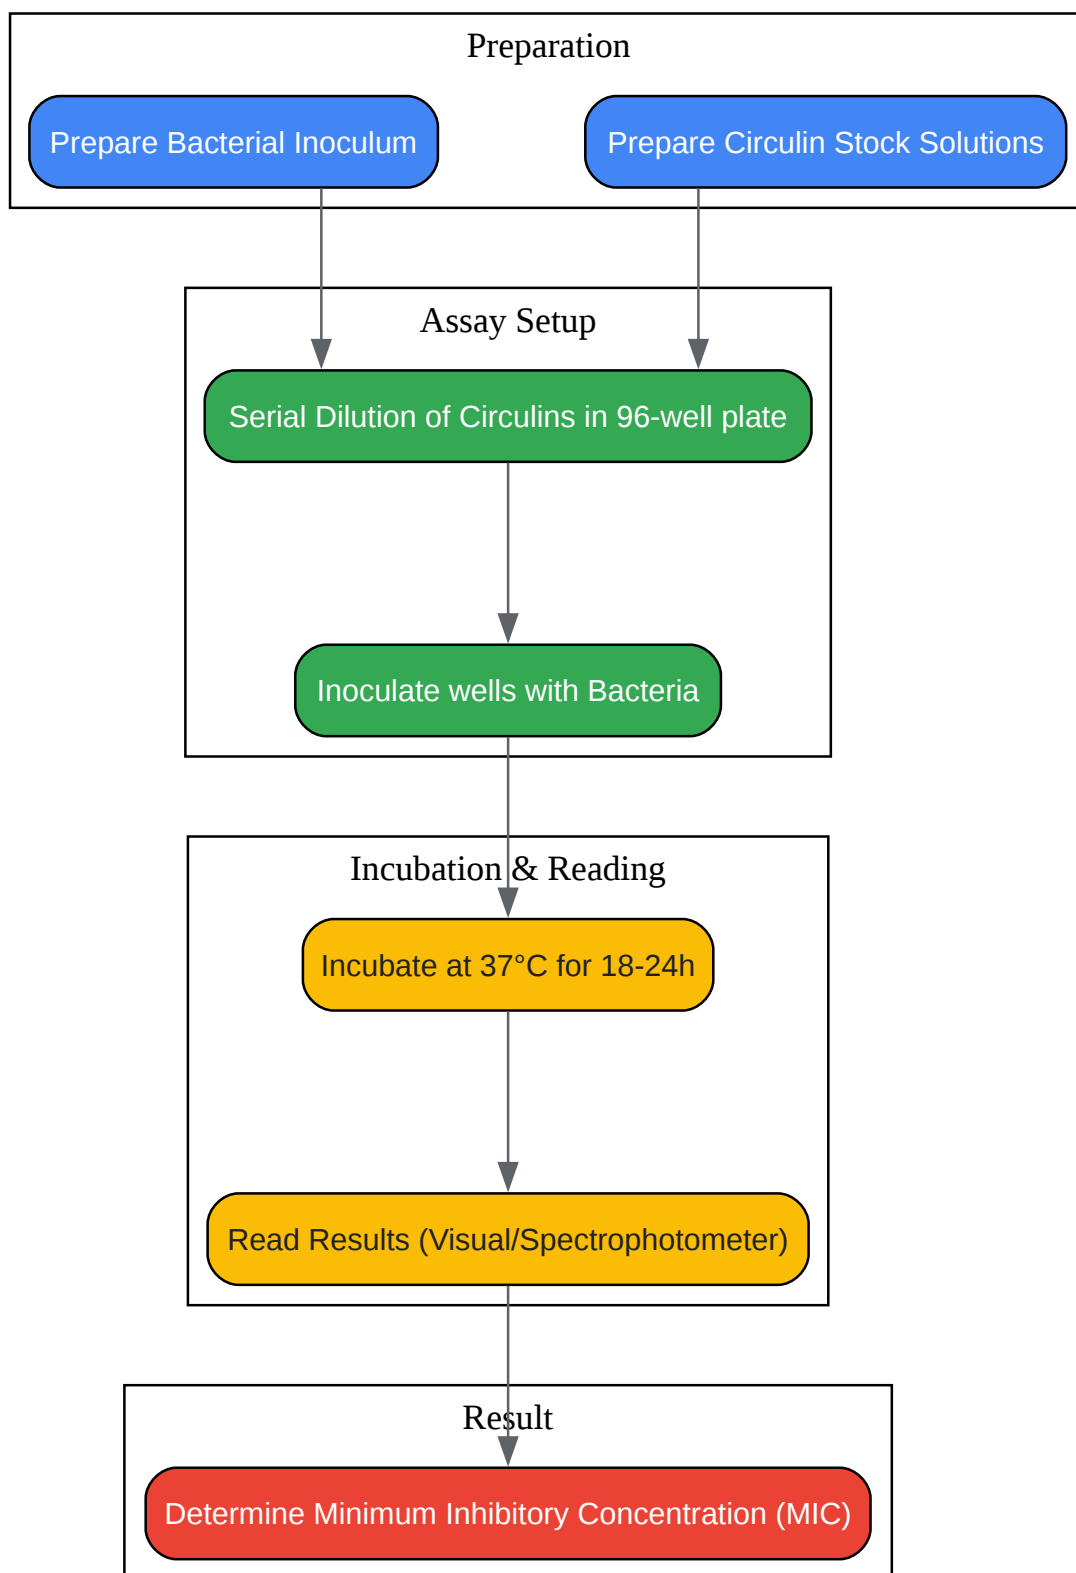 Preparation
Prepare Bacterial Inoculum
Prepare Circulin Stock Solutions
Assay Setup
Serial Dilution of Circulins in 96-well plate
Inoculate wells with Bacteria
Incubation & Reading
Incubate at 37°C for 18-24h
Read Results (Visual/Spectrophotometer)
Result
Determine Minimum Inhibitory Concentration (MIC)